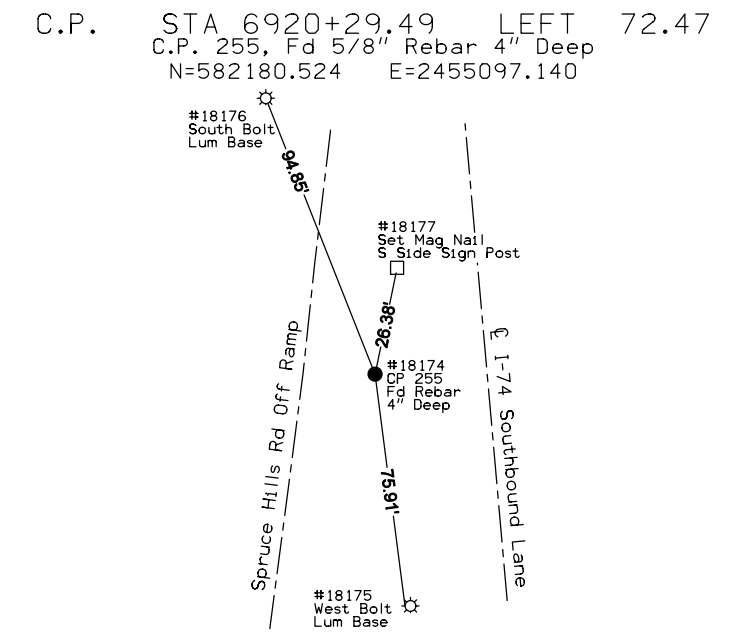 C.P. STA 6920+29.49 LEFT 72.47
C.P. 255, Fd 5/8" Rebar 4" Deep
N=582180.524 E=2455097.140
#18176
South Bolt
Lum Base
94.85'
#18177
Set Mag Nail
S Side Sign Post
26.38'
#18174
CP 255
Fd Rebar
4" Deep
Spruce Hills Rd Off Ramp
℄ I-74 Southbound Lane
75.91'
#18175
West Bolt
Lum Base